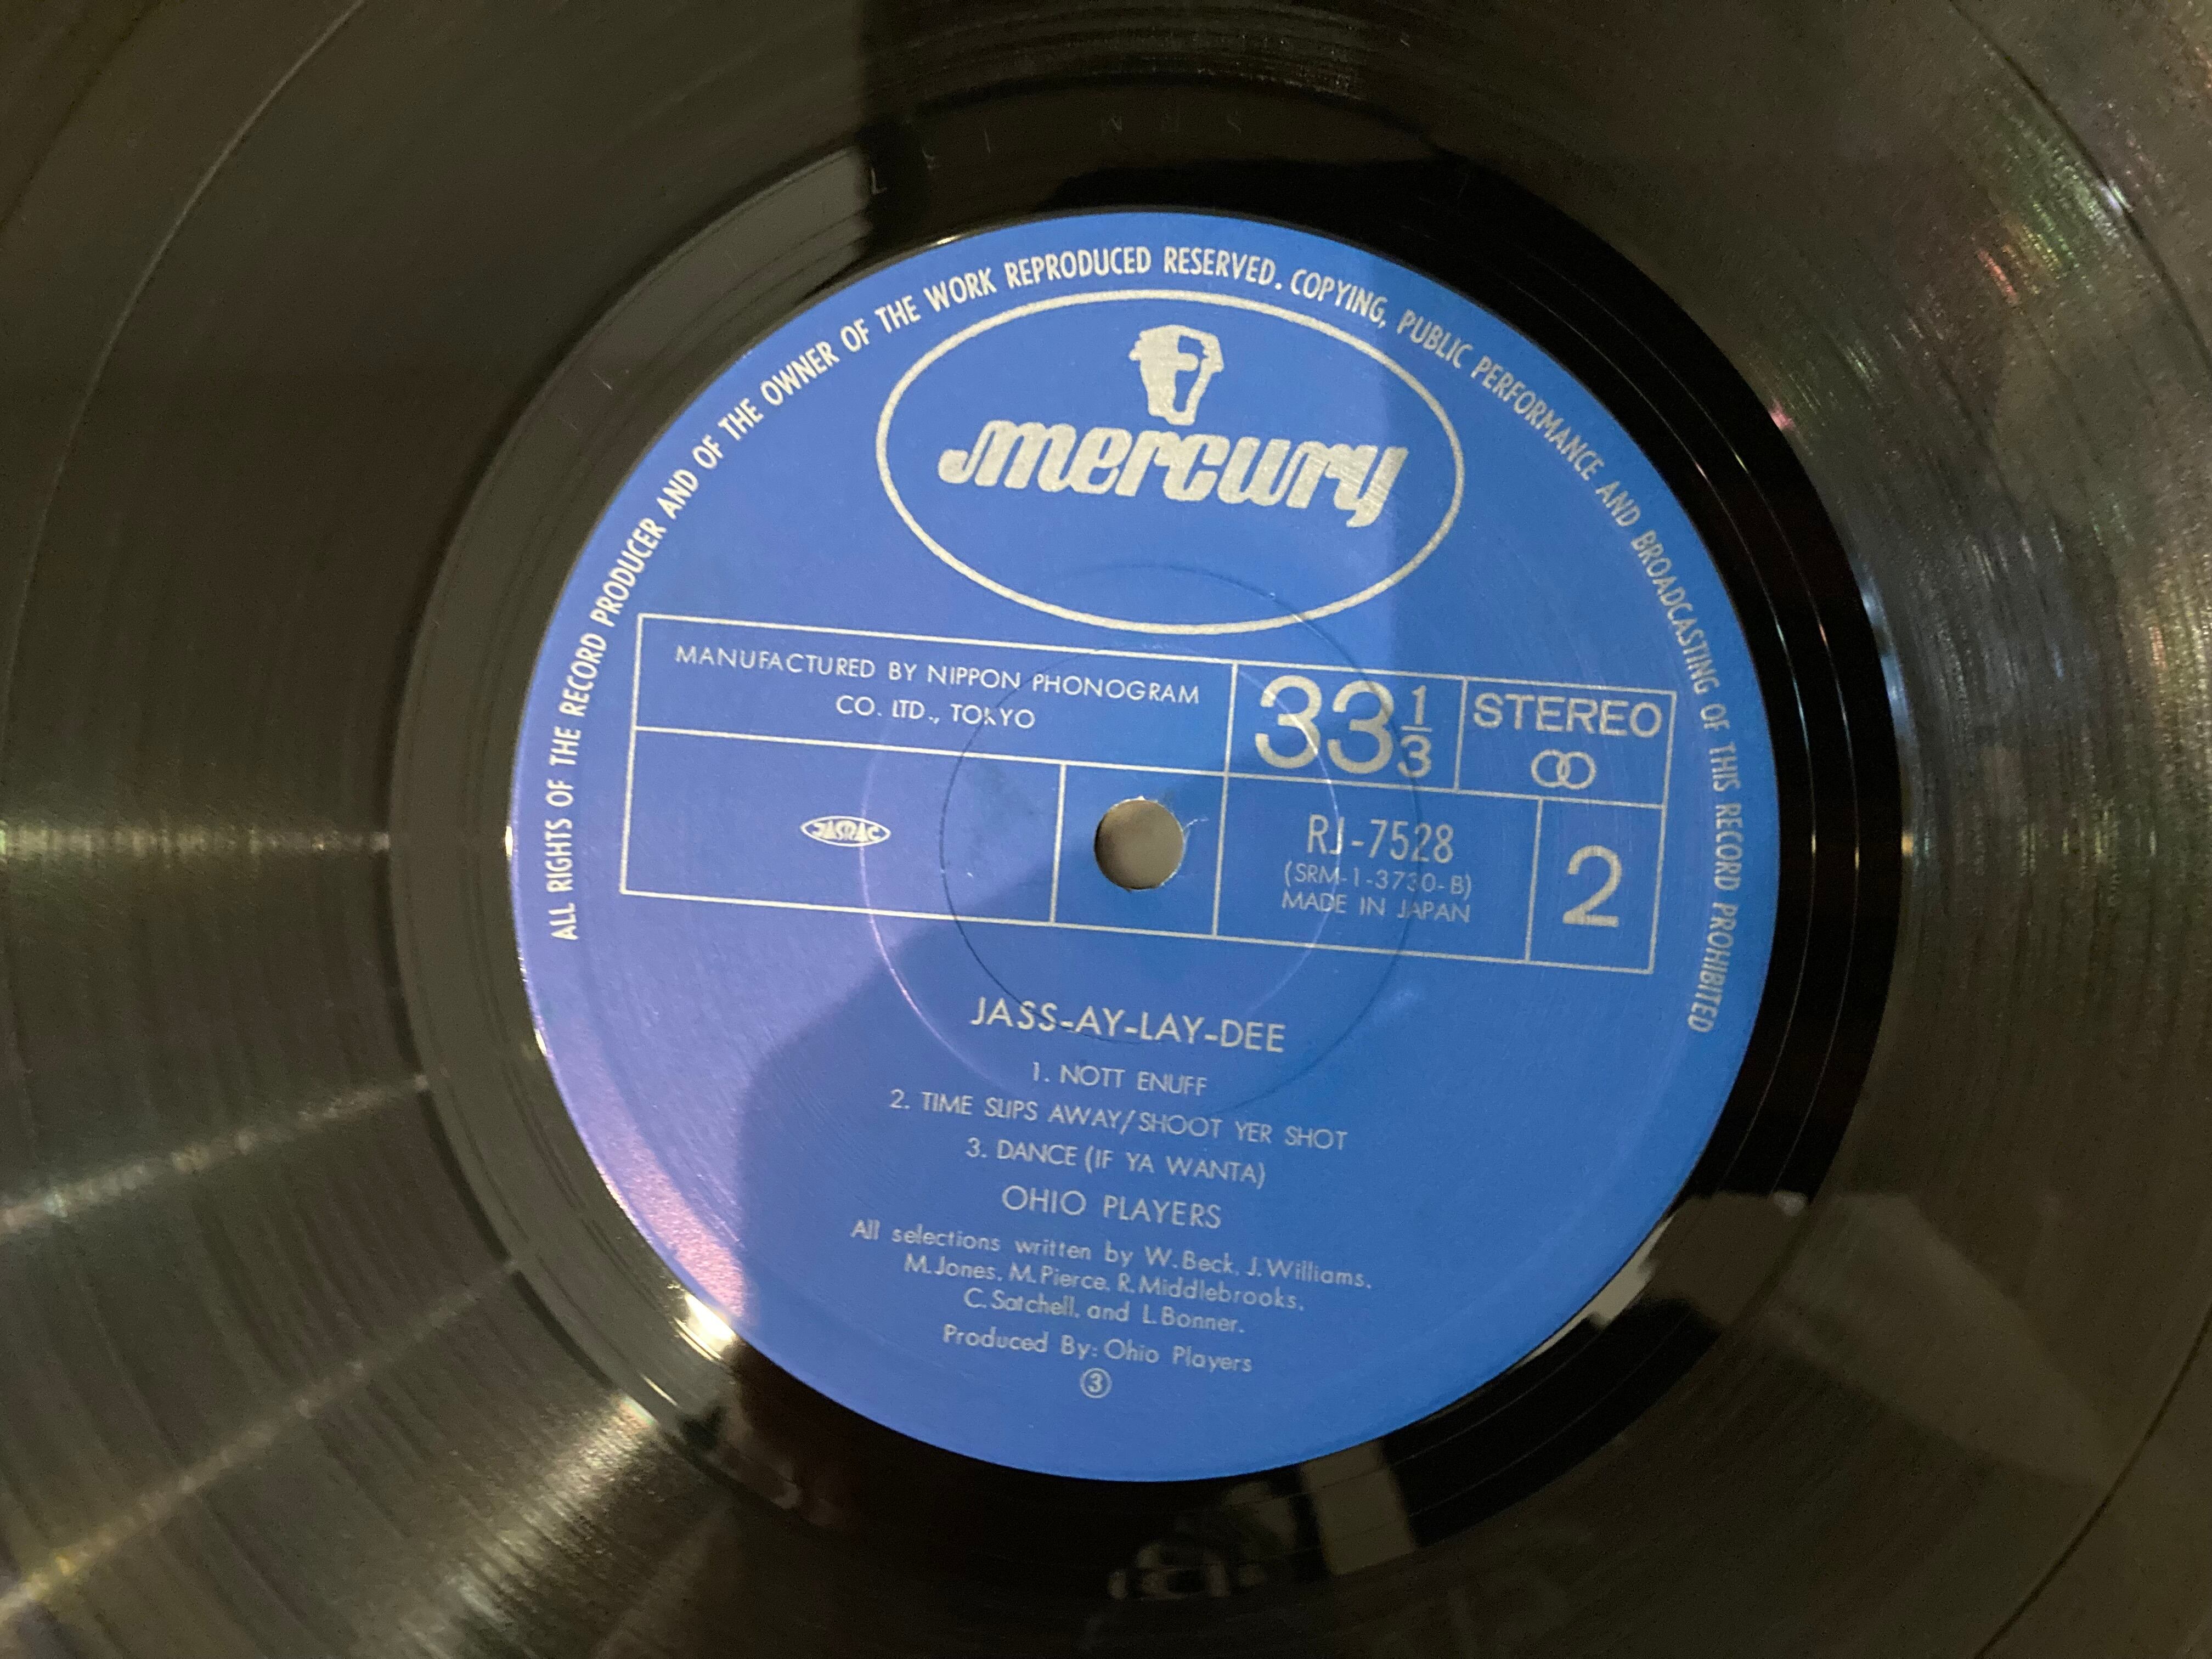 ALL RIGHTS OF THE RECORD PRODUCER AND OF THE OWNER OF THE WORK REPRODUCED RESERVED. COPYING, PUBLIC PERFORMANCE AND BROADCASTING OF THIS RECORD PROHIBITED
mercury
MANUFACTURED BY NIPPON PHONOGRAM
CO. LTD., TOKYO
33 1/3
STEREO
JASRAC
RJ-7528
(SRM-1-3730-B)
MADE IN JAPAN
2
JASS-AY-LAY-DEE
1. NOTT ENUFF
2. TIME SLIPS AWAY/SHOOT YER SHOT
3. DANCE (IF YA WANTA)
OHIO PLAYERS
All selections written by W.Beck, J.Williams,
M.Jones, M.Pierce, R.Middlebrooks,
C.Satchell, and L.Bonner.
Produced By: Ohio Players
③